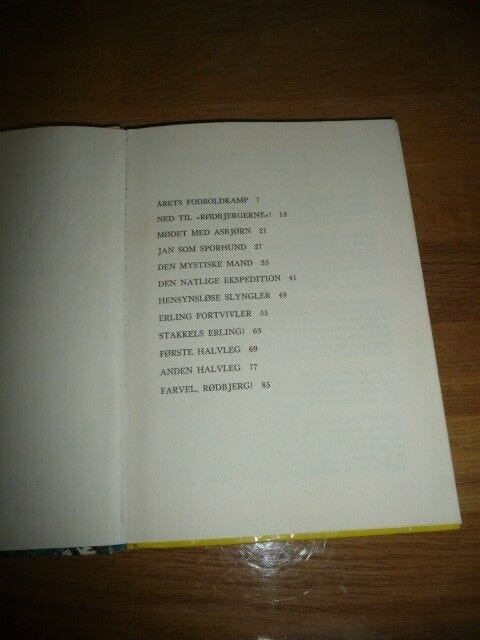 ÅRETS FODBOLDKAMP 7
NED TIL «RØDBJERGERNE»! 13
MØDET MED ASBJØRN 21
JAN SOM SPORHUND 27
DEN MYSTISKE MAND 35
DEN NATLIGE EKSPEDITION 41
HENSYNSLØSE SLYNGLER 49
ERLING FORTVIVLER 55
STAKKELS ERLING! 63
FØRSTE HALVLEG 69
ANDEN HALVLEG 77
FARVEL, RØDBJERG! 85